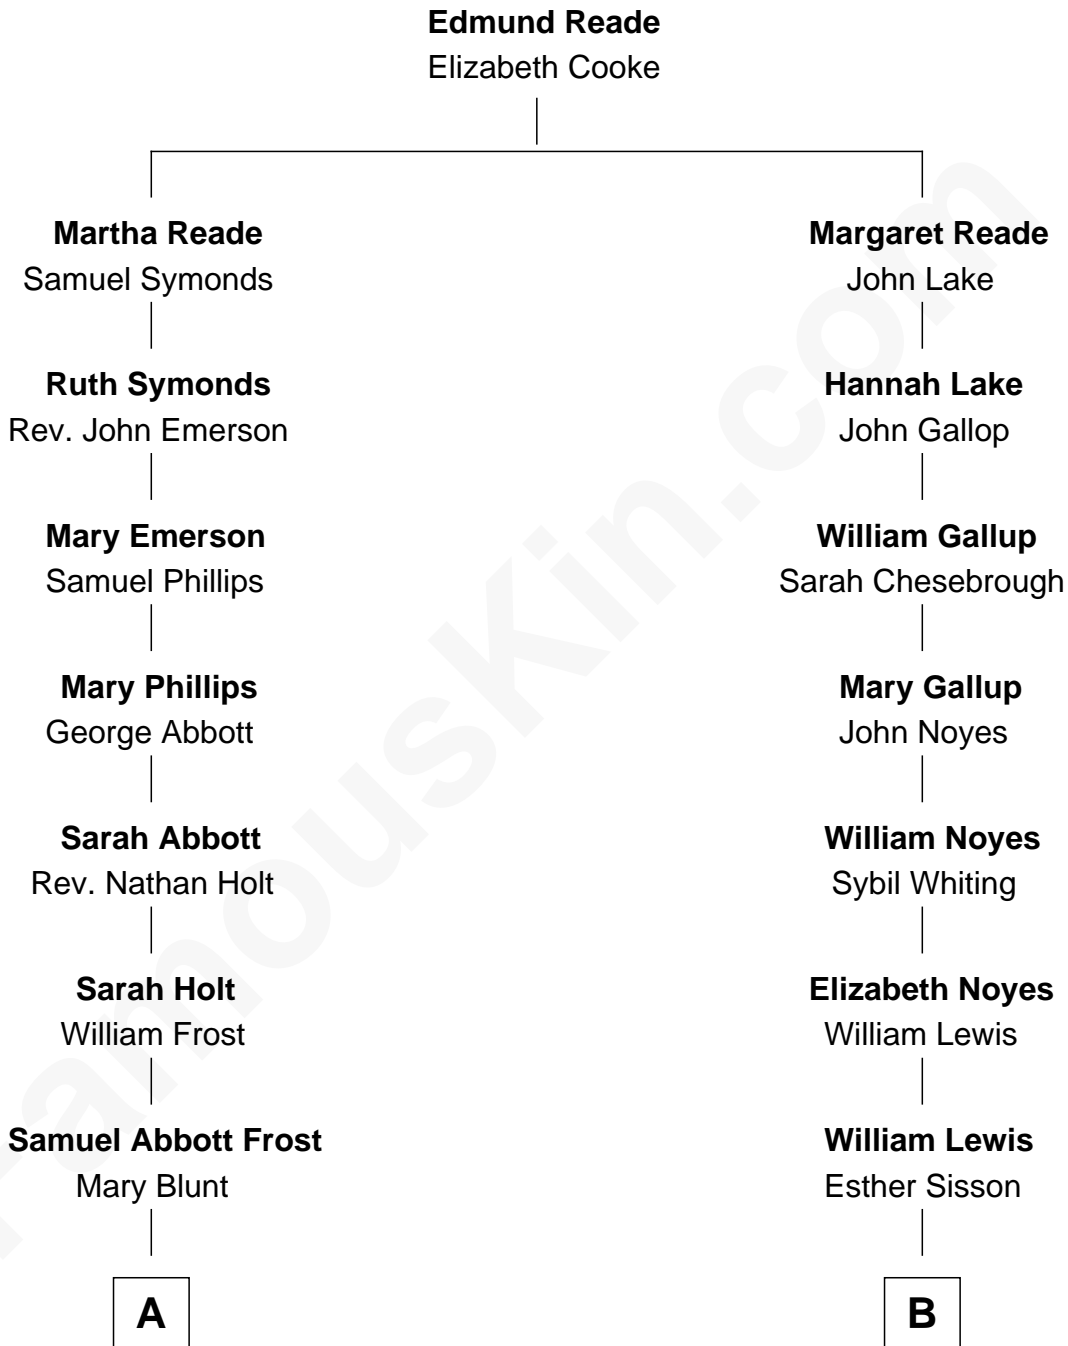 Edmund Reade
Elizabeth Cooke
Martha Reade
Samuel Symonds
Margaret Reade
John Lake
Ruth Symonds
Rev. John Emerson
Hannah Lake
John Gallop
Mary Emerson
Samuel Phillips
William Gallup
Sarah Chesebrough
Mary Phillips
George Abbott
Mary Gallup
John Noyes
Sarah Abbott
Rev. Nathan Holt
William Noyes
Sybil Whiting
Sarah Holt
William Frost
Elizabeth Noyes
William Lewis
Samuel Abbott Frost
Mary Blunt
William Lewis
Esther Sisson
A
B
FamousKin.com